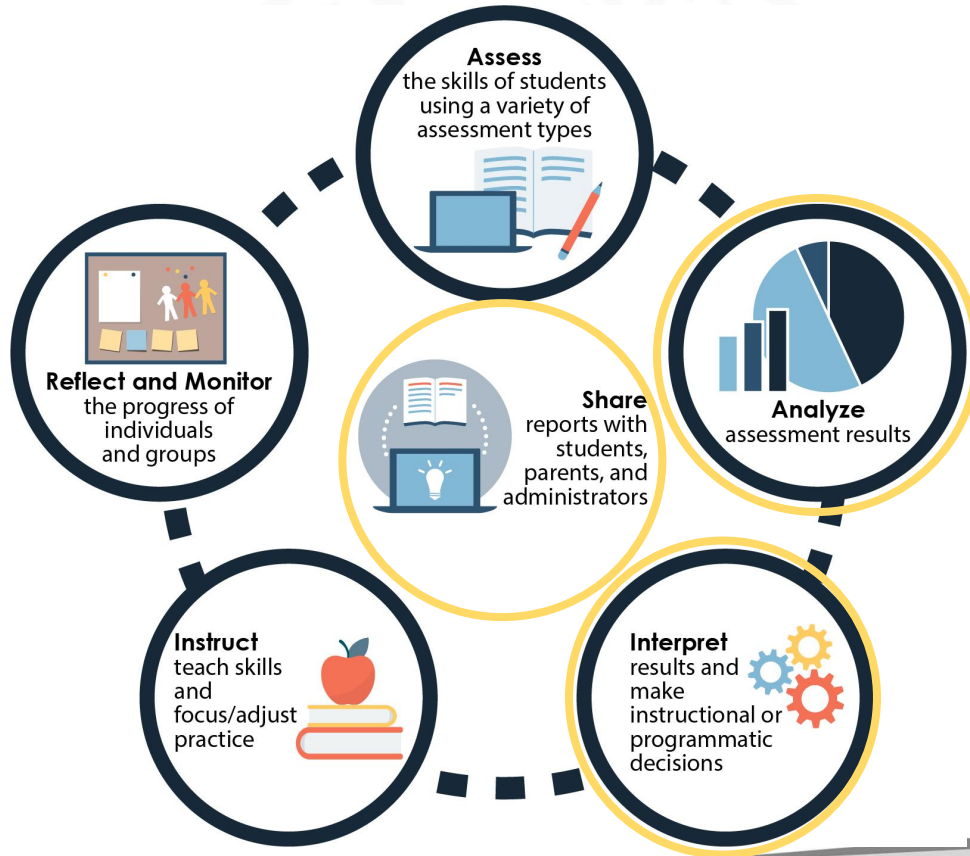 Assess
the skills of students
using a variety of
assessment types
Analyze
assessment results
Interpret
results and
make
instructional or
programmatic
decisions
Instruct
teach skills
and
focus/adjust
practice
Reflect and Monitor
the progress of
individuals
and groups
Share
reports with
students,
parents, and
administrators